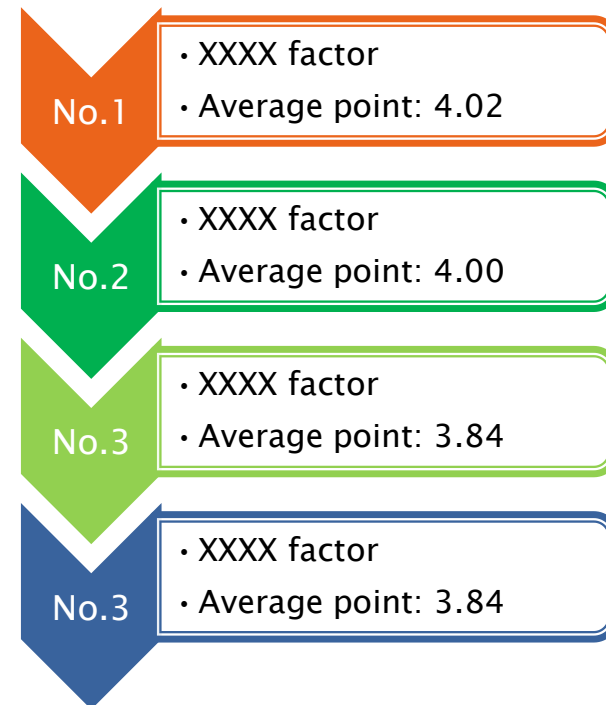 No.1
· XXXX factor
· Average point: 4.02
No.2
· XXXX factor
· Average point: 4.00
No.3
· XXXX factor
· Average point: 3.84
No.3
· XXXX factor
· Average point: 3.84